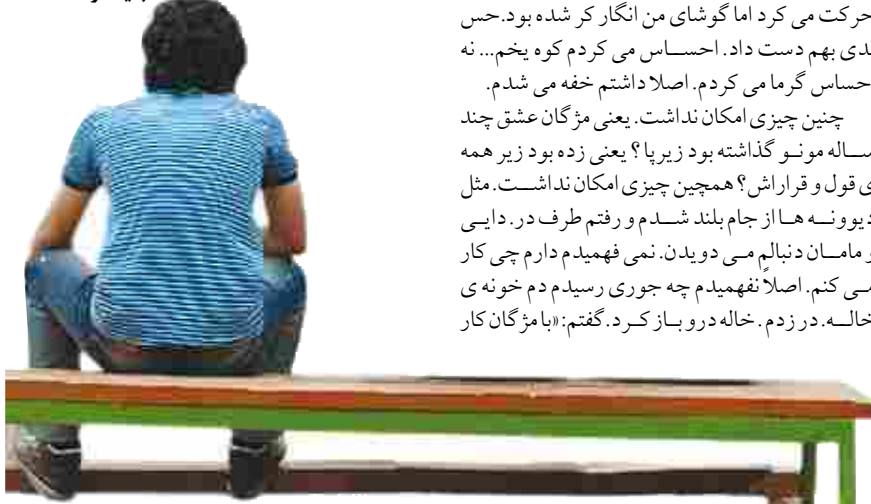 حرکت می کرد اما گوشای من انگار کر شده بود.حس
بدی بهم دست داد. احساس می کردم کوه یخم... نه
احساس گرما می کردم. اصلا داشتم خفه می شدم.
چنین چیزی امکان نداشت. یعنی مژگان عشق چند
ساله مونو گذاشته بود زیر پا؟ یعنی زده بود زیر همه
ی قول و قراراش؟ همچین چیزی امکان نداشت. مثل
دیوونه ها از جام بلند شدم و رفتم طرف در. دایی
و مامان دنبالم می دویدن. نمی فهمیدم دارم چی کار
می کنم. اصلاً نفهمیدم چه جوری رسیدم دم خونه ی
خاله. در زدم. خاله درو باز کرد. گفتم: «با مژگان کار